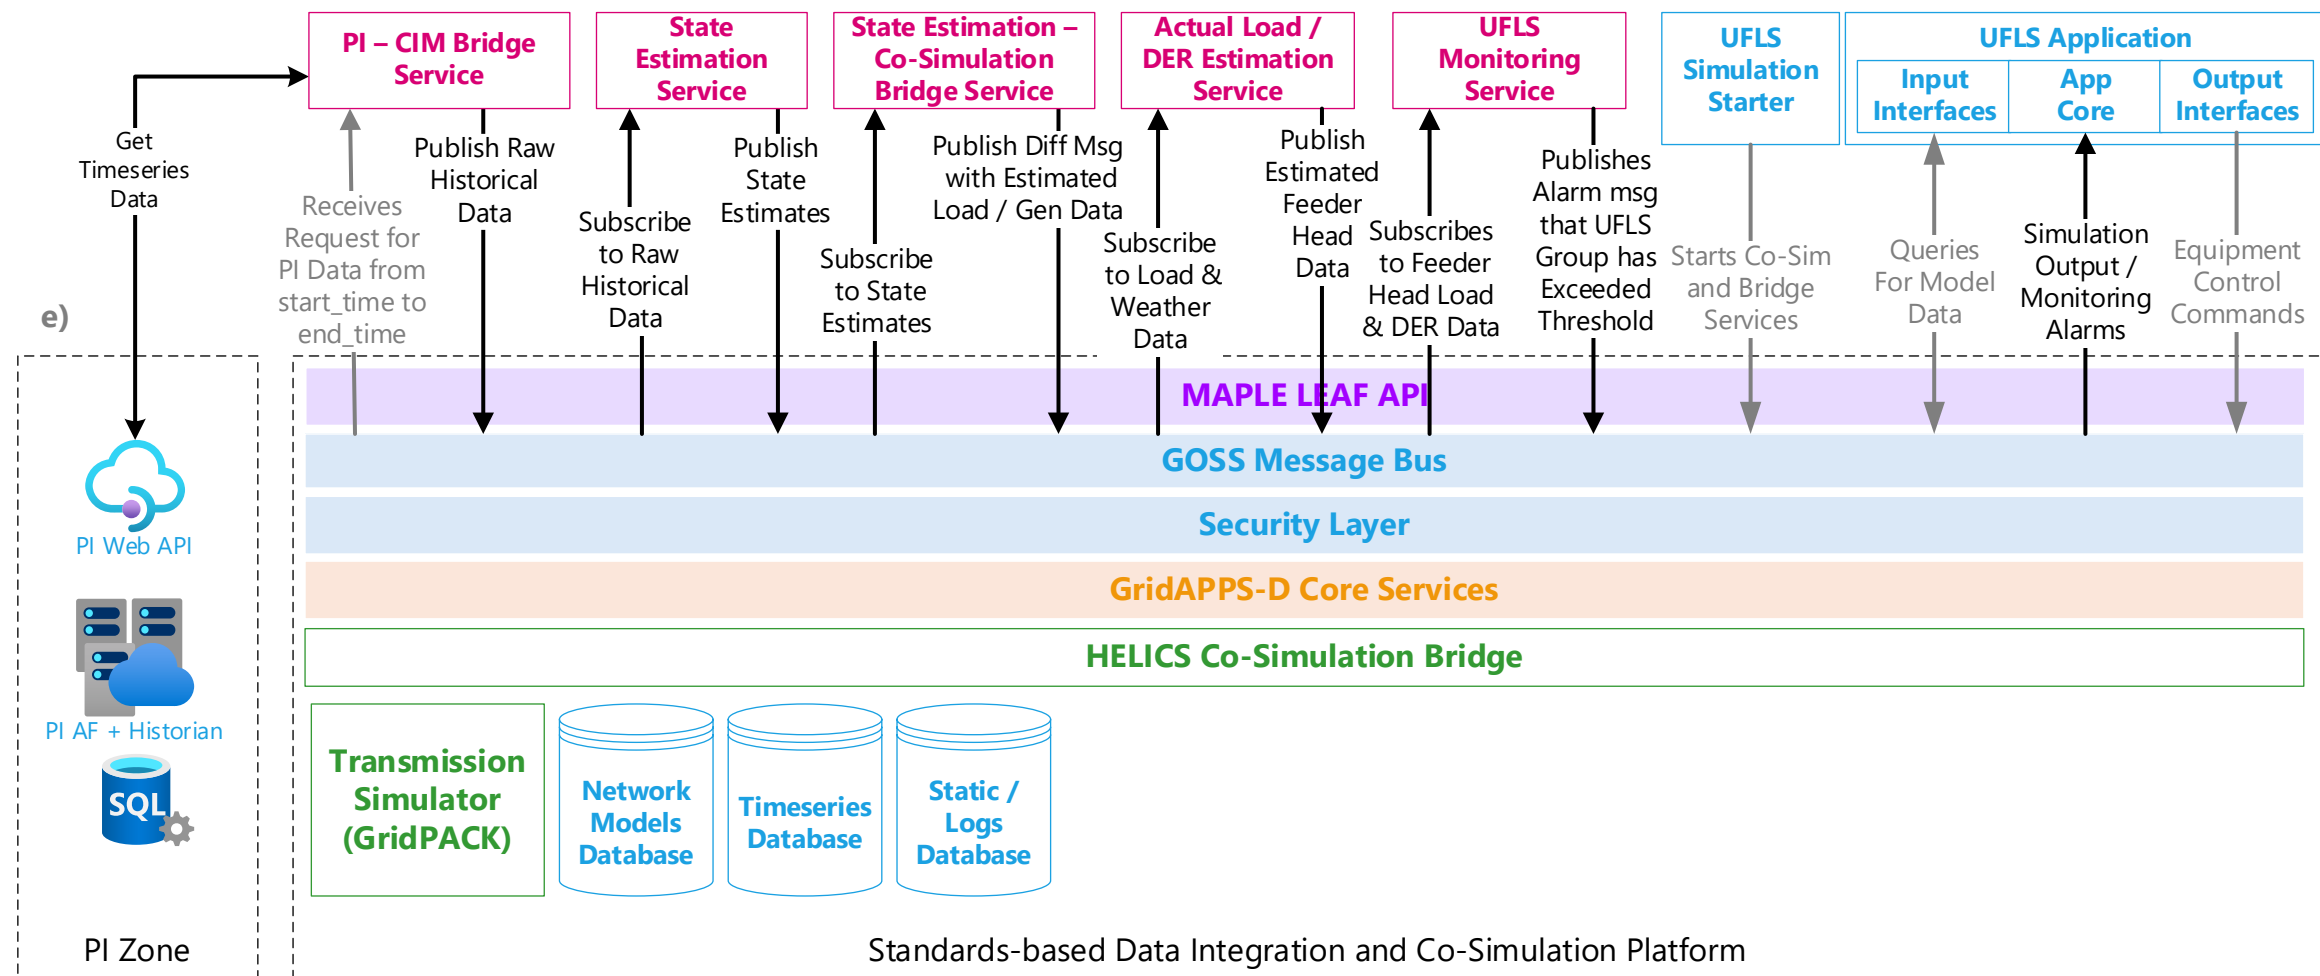 PI – CIM Bridge
Service
State
Estimation
Service
State Estimation –
Co-Simulation
Bridge Service
Actual Load /
DER Estimation
Service
UFLS
Monitoring
Service
UFLS
Simulation
Starter
UFLS Application
Input
Interfaces
App
Core
Output
Interfaces
Get
Timeseries
Data
Receives
Request for
PI Data from
start_time to
end_time
Publish Raw
Historical
Data
Subscribe
to Raw
Historical
Data
Publish
State
Estimates
Subscribe
to State
Estimates
Publish Diff Msg
with Estimated
Load / Gen Data
Subscribe
to Load &
Weather
Data
Publish
Estimated
Feeder
Head
Data
Subscribes
to Feeder
Head Load
& DER Data
Publishes
Alarm msg
that UFLS
Group has
Exceeded
Threshold
Starts Co-Sim
and Bridge
Services
Queries
For Model
Data
Simulation
Output /
Monitoring
Alarms
Equipment
Control
Commands
e)
MAPLE LEAF API
GOSS Message Bus
Security Layer
GridAPPS-D Core Services
HELICS Co-Simulation Bridge
PI Web API
PI AF + Historian
SQL
PI Zone
Transmission
Simulator
(GridPACK)
Network
Models
Database
Timeseries
Database
Static /
Logs
Database
Standards-based Data Integration and Co-Simulation Platform